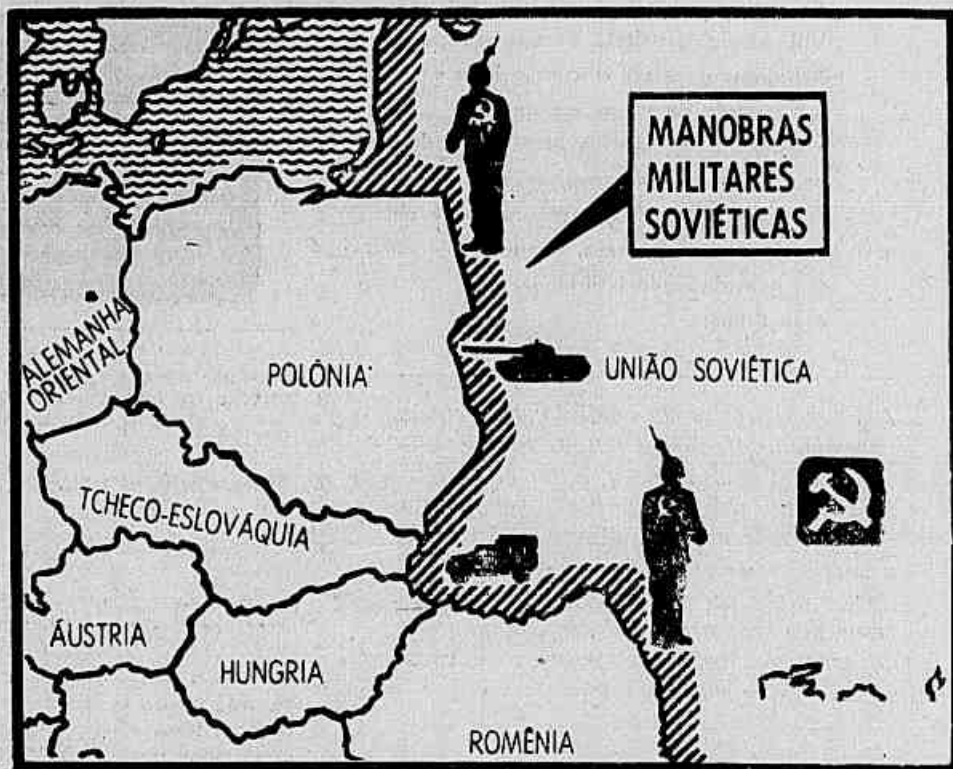 MANOBRAS
MILITARES
SOVIÉTICAS
ALEMANHA
ORIENTAL
POLÔNIA
UNIÃO SOVIÉTICA
TCHECO-ESLOVÁQUIA
ÁUSTRIA
HUNGRIA
ROMÊNIA